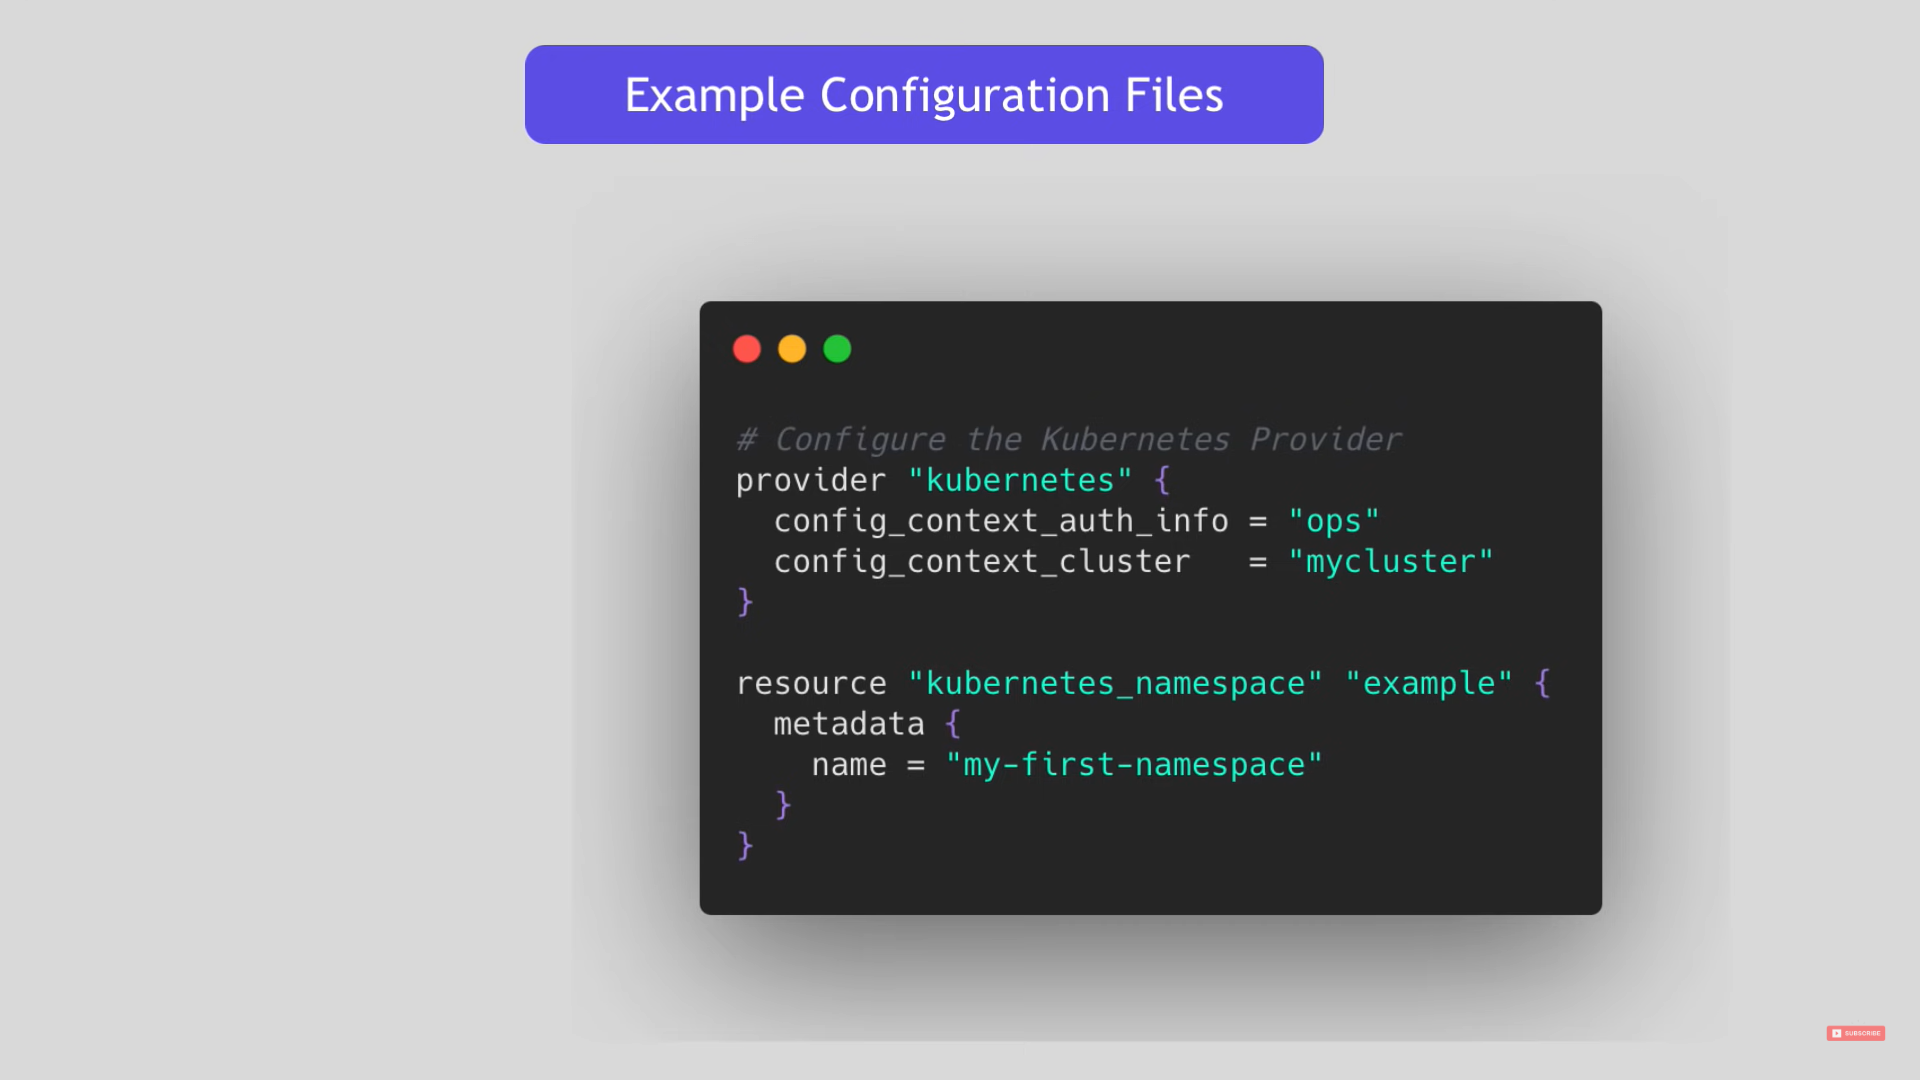 Example Configuration Files
# Configure the Kubernetes Provider
provider "kubernetes" {
  config_context_auth_info = "ops"
  config_context_cluster   = "mycluster"
}
resource "kubernetes_namespace" "example" {
  metadata {
    name = "my-first-namespace"
  }
}
SUBSCRIBE